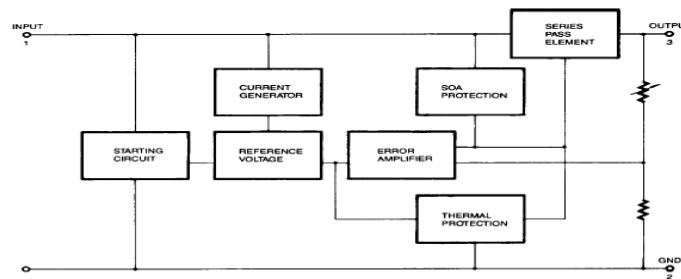 INPUT
1
SERIES
PASS
ELEMENT
OUTPUT
3
CURRENT
GENERATOR
SOA
PROTECTION
STARTING
CIRCUIT
REFERENCE
VOLTAGE
ERROR
AMPLIFIER
THERMAL
PROTECTION
GND
2